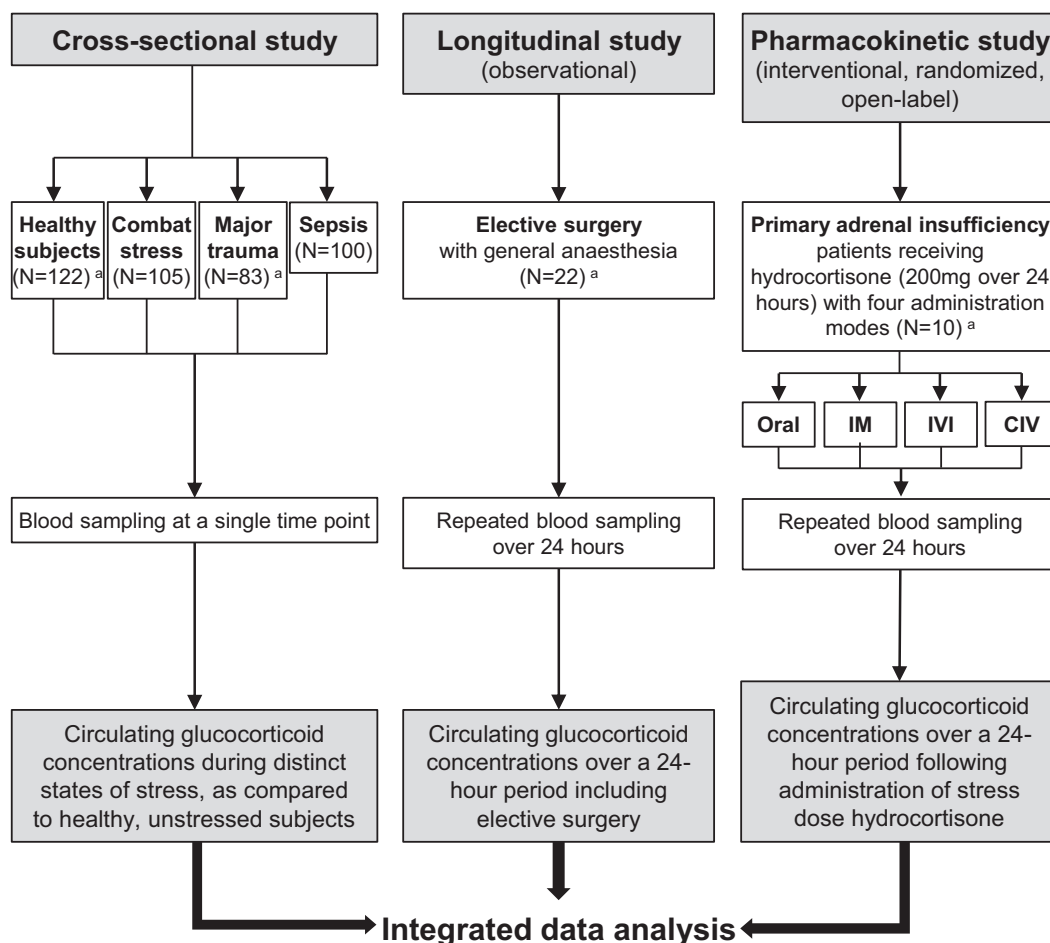 Cross-sectional study
Longitudinal study
(observational)
Pharmacokinetic study
(interventional, randomized,
open-label)
Healthy
subjects
(N=122) a
Combat
stress
(N=105)
Major
trauma
(N=83) a
Sepsis
(N=100)
Elective surgery
with general anaesthesia
(N=22) a
Primary adrenal insufficiency
patients receiving
hydrocortisone (200mg over 24
hours) with four administration
modes (N=10) a
Oral
IM
IVI
CIV
Blood sampling at a single time point
Repeated blood sampling
over 24 hours
Repeated blood sampling
over 24 hours
Circulating glucocorticoid
concentrations during distinct
states of stress, as compared
to healthy, unstressed subjects
Circulating glucocorticoid
concentrations over a 24-
hour period including
elective surgery
Circulating glucocorticoid
concentrations over a 24-
hour period following
administration of stress
dose hydrocortisone
Integrated data analysis